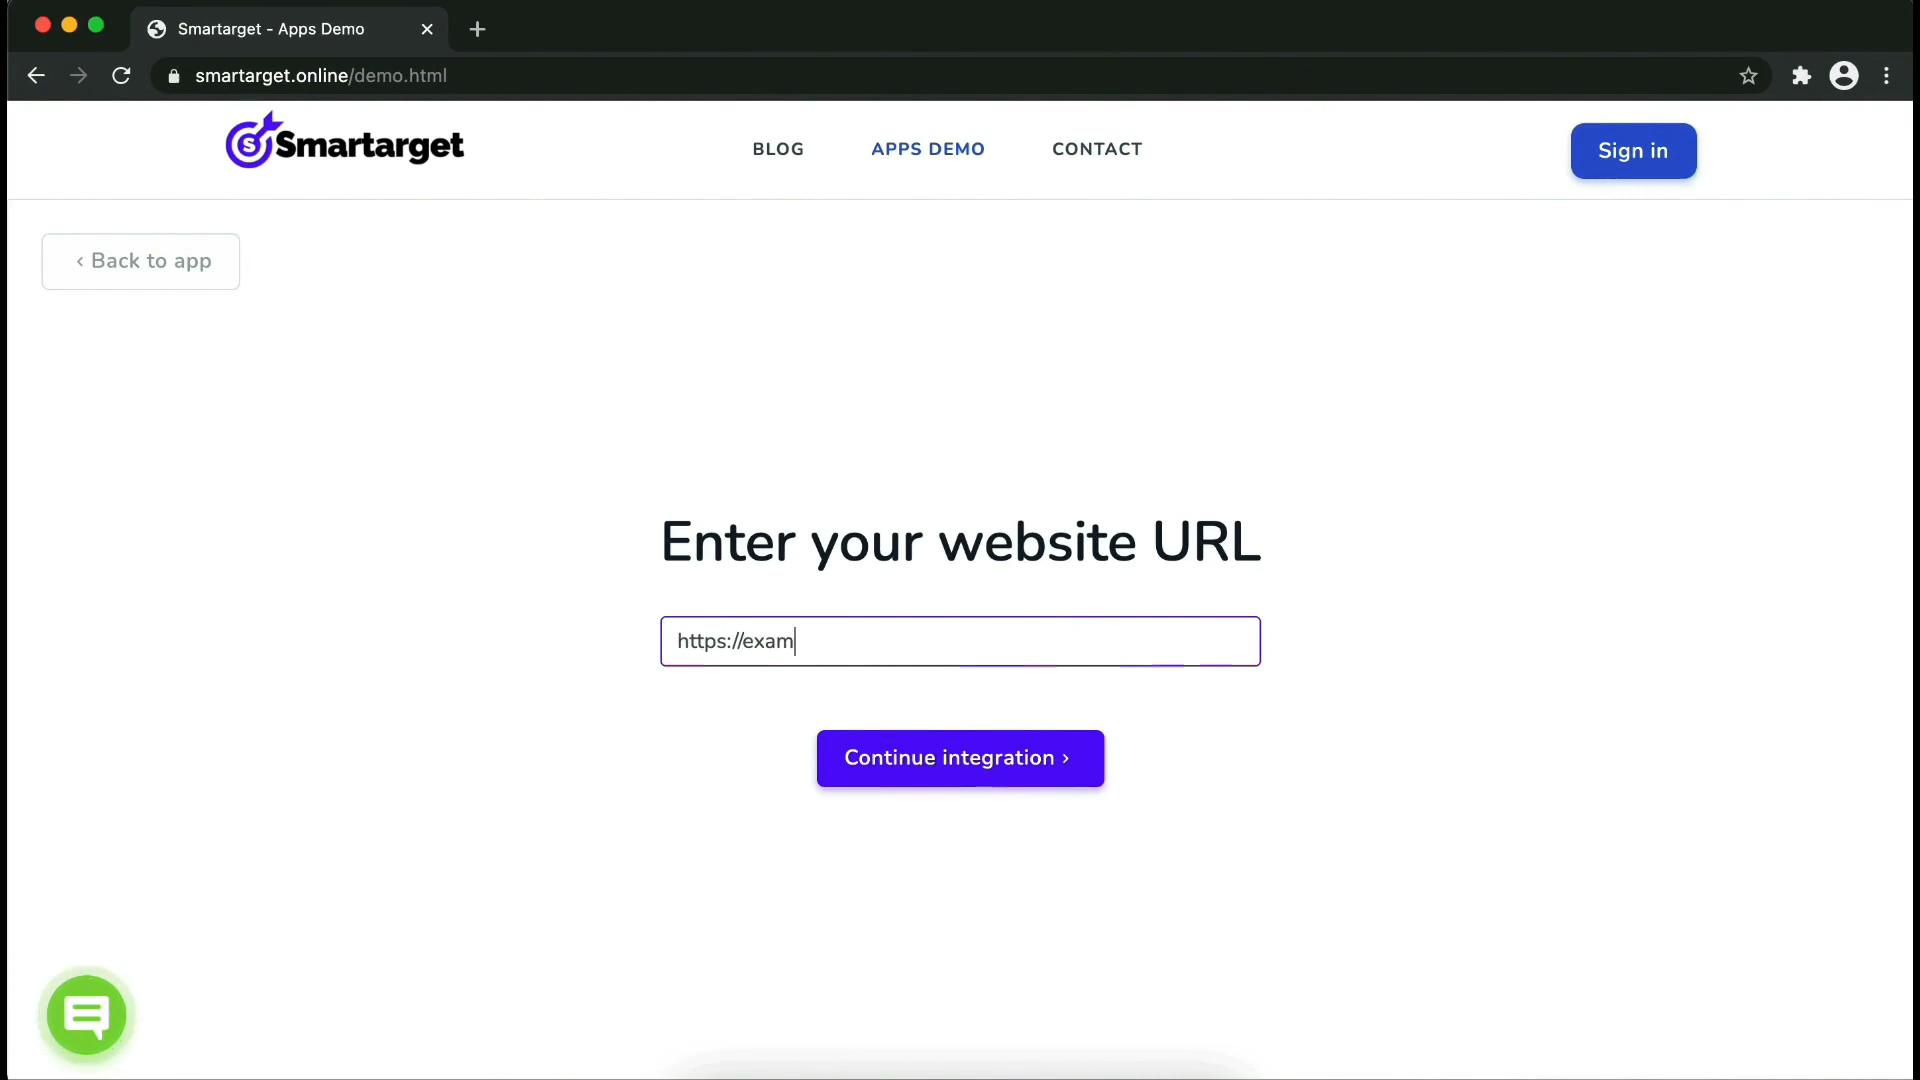 Smartarget - Apps Demo
smartarget.online/demo.html
Smartarget
BLOG
APPS DEMO
CONTACT
Sign in
‹ Back to app
Enter your website URL
https://exam
Continue integration ›